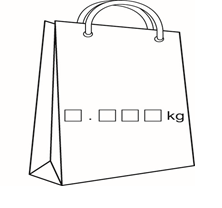 □ . □ □ □ kg